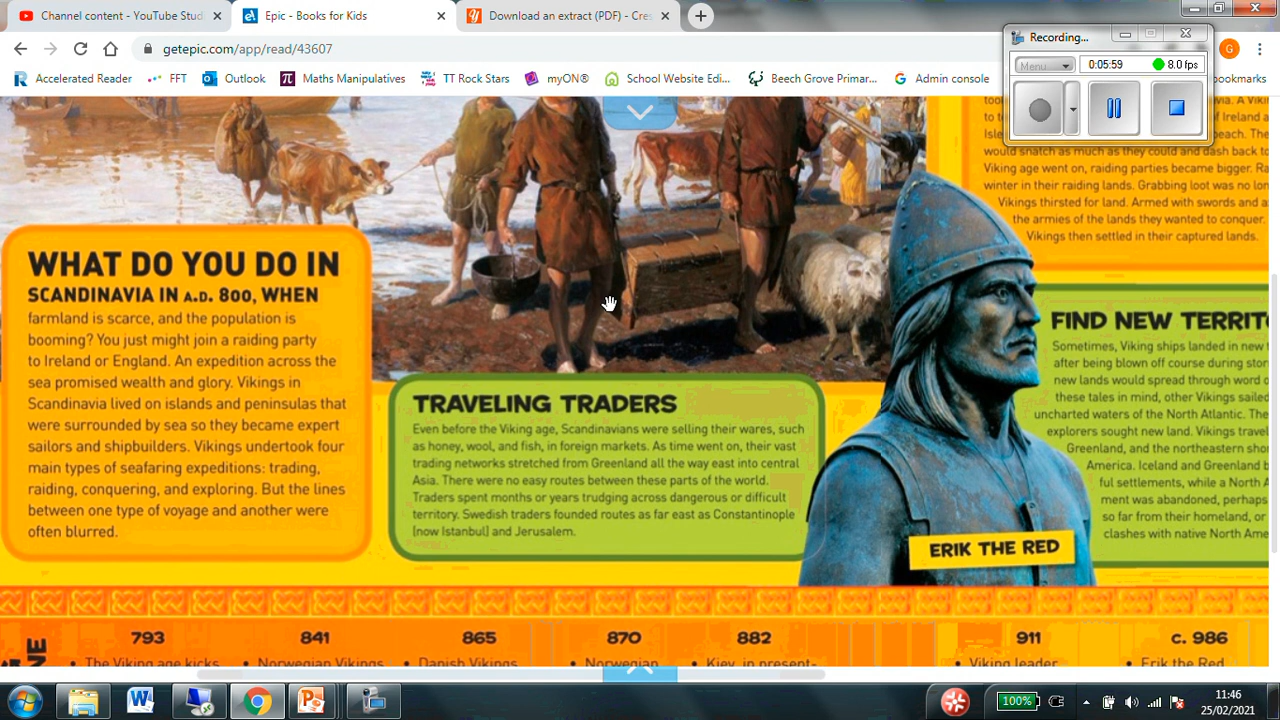 Channel content - YouTube Stud
Epic - Books for Kids
Download an extract (PDF) - Cres
getepic.com/app/read/43607
G
Accelerated Reader
FFT
Outlook
Maths Manipulatives
TT Rock Stars
myON®
School Website Edi...
Beech Grove Primar...
Admin console
bookmarks
Recording...
Menu
0:05:59
8.0 fps
WHAT DO YOU DO IN
SCANDINAVIA IN A.D. 800, WHEN
farmland is scarce, and the population is
booming? You just might join a raiding party
to Ireland or England. An expedition across the
sea promised wealth and glory. Vikings in
Scandinavia lived on islands and peninsulas that
were surrounded by sea so they became expert
sailors and shipbuilders. Vikings undertook four
main types of seafaring expeditions: trading,
raiding, conquering, and exploring. But the lines
between one type of voyage and another were
often blurred.
TRAVELING TRADERS
Even before the Viking age, Scandinavians were selling their wares, such
as honey, wool, and fish, in foreign markets. As time went on, their vast
trading networks stretched from Greenland all the way east into central
Asia. There were no easy routes between these parts of the world.
Traders spent months or years trudging across dangerous or difficult
territory. Swedish traders founded routes as far east as Constantinople
(now Istanbul) and Jerusalem.
via. A Vikin
to t of Ireland a
Isle each. The
would snatch as much as they could and dash back to
Viking age went on, raiding parties became bigger. Ra
winter in their raiding lands. Grabbing loot was no lon
Vikings thirsted for land. Armed with swords and a
the armies of the lands they wanted to conquer.
Vikings then settled in their captured lands.
FIND NEW TERRITO
Sometimes, Viking ships landed in new t
after being blown off course during stor
new lands would spread through word o
these tales in mind, other Vikings sailed
uncharted waters of the North Atlantic. The
explorers sought new land. Vikings travel
Greenland, and the northeastern sho
America. Iceland and Greenland b
ful settlements, while a North A
ment was abandoned, perhaps
so far from their homeland, or
clashes with native North Ame
ERIK THE RED
NE
793
• The Viking age kicks
841
• Norwegian Vikings
865
• Danish Vikings
870
• Norwegian
882
• Kiev, in present-
911
• Viking leader
c. 986
• Erik the Red
100%
11:46
25/02/2021